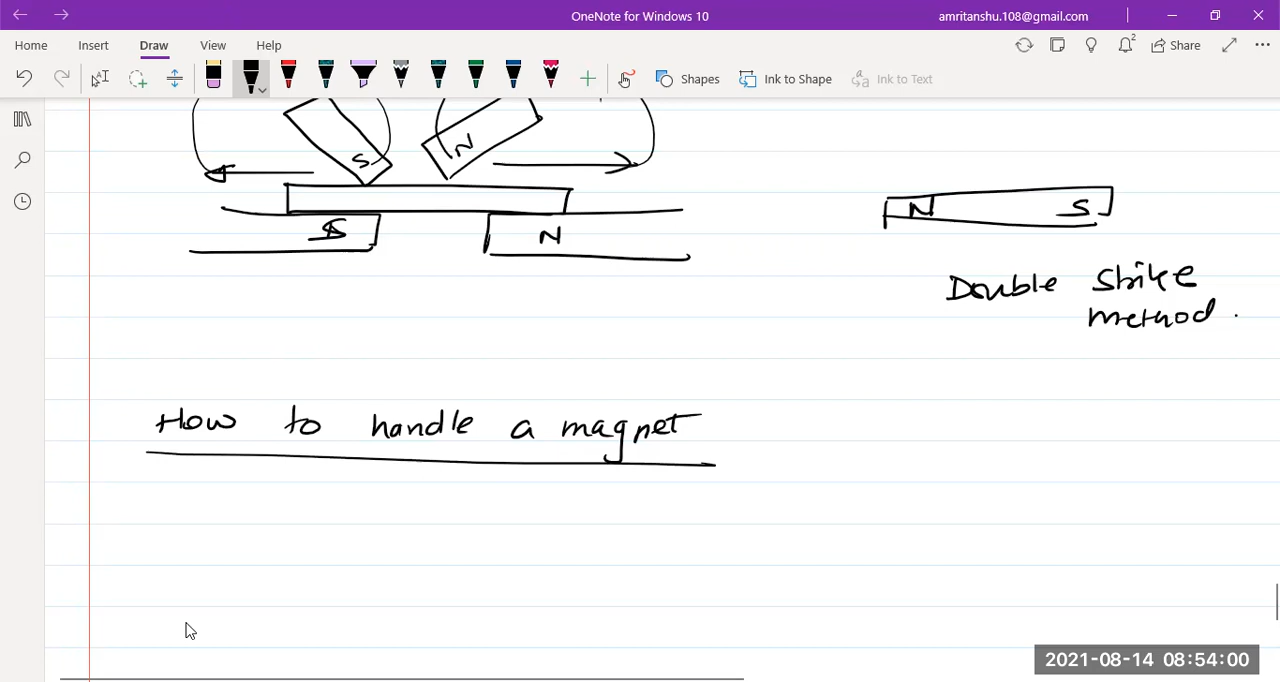 OneNote for Windows 10
amritanshu.108@gmail.com
Home Insert Draw View Help
2 Share
Shapes Ink to Shape Ink to Text
S N
S N
N S
Double Strike
method.
How to handle a magnet
2021-08-14 08:54:00